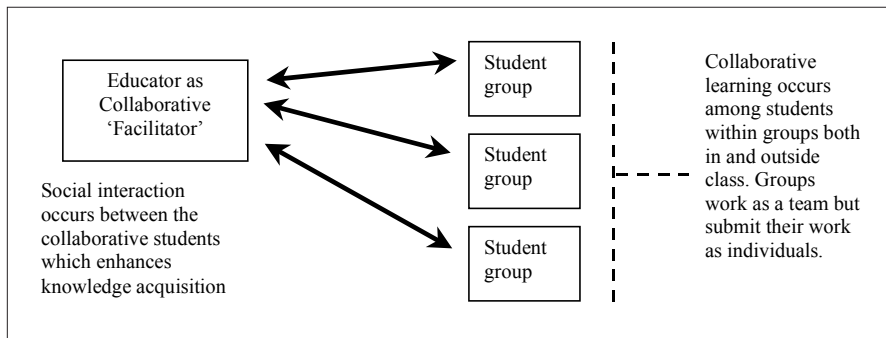 Educator as
Collaborative
‘Facilitator’
Social interaction
occurs between the
collaborative students
which enhances
knowledge acquisition
Student
group
Student
group
Student
group
Collaborative
learning occurs
among students
within groups both
in and outside
class. Groups
work as a team but
submit their work
as individuals.